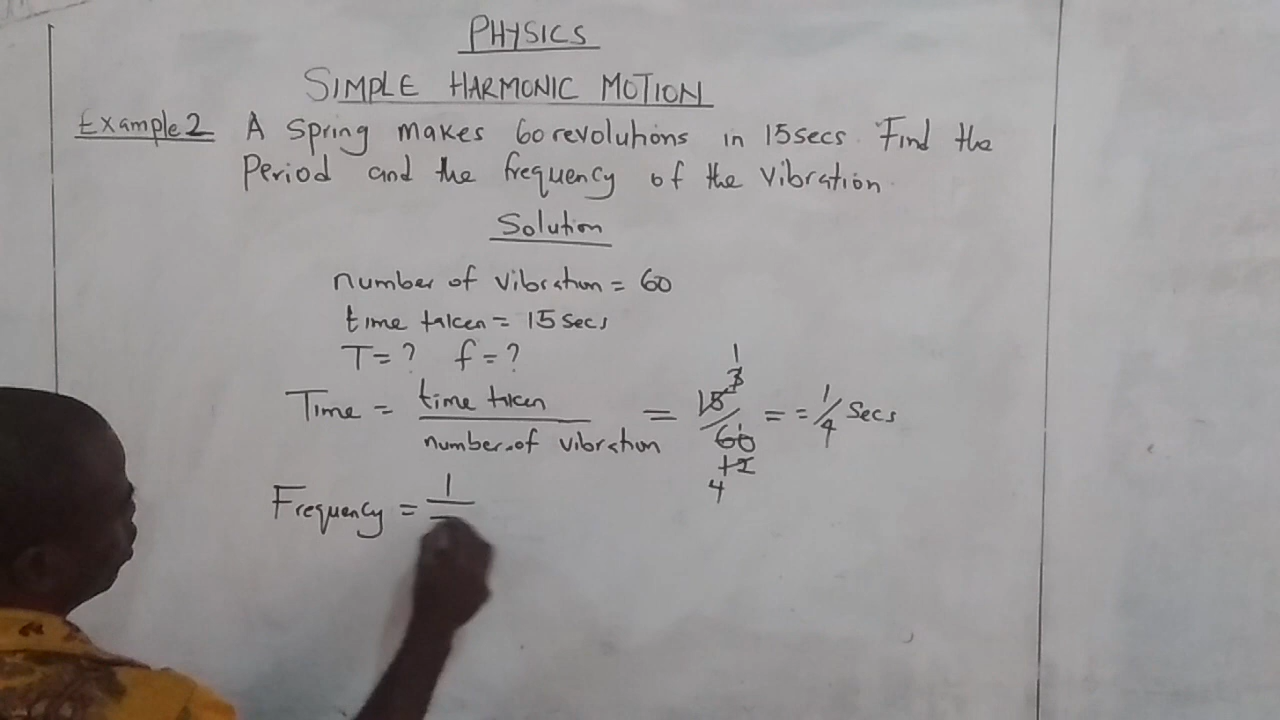 PHYSICS
SIMPLE HARMONIC MOTION
Example 2 A Spring makes 60 revolutions in 15 secs. Find the
Period and the frequency of the vibration.
Solution
number of vibration = 60
time taken = 15 secs
T = ? f = ?
Time = time taken / number of vibration = 15/60 = = 1/4 Secs
3
1
12
4
Frequency = 1